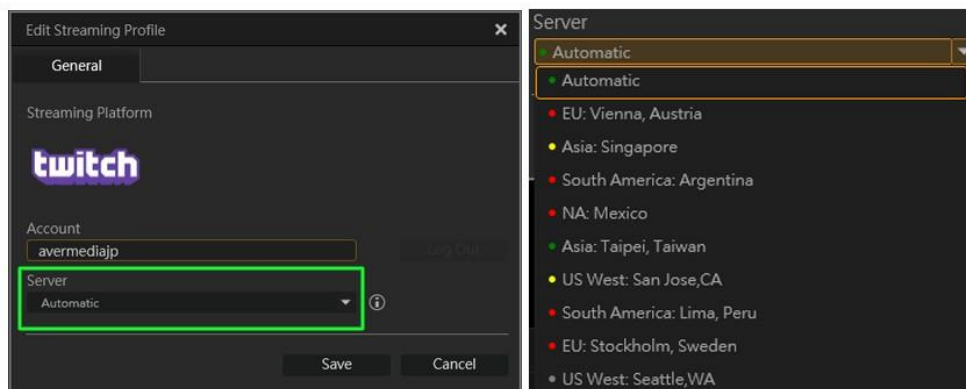 Edit Streaming Profile
General
Streaming Platform
twitch
Account
avermediajp
Log Out
Server
Automatic
Save
Cancel
Server
Automatic
Automatic
EU: Vienna, Austria
Asia: Singapore
South America: Argentina
NA: Mexico
Asia: Taipei, Taiwan
US West: San Jose,CA
South America: Lima, Peru
EU: Stockholm, Sweden
US West: Seattle,WA